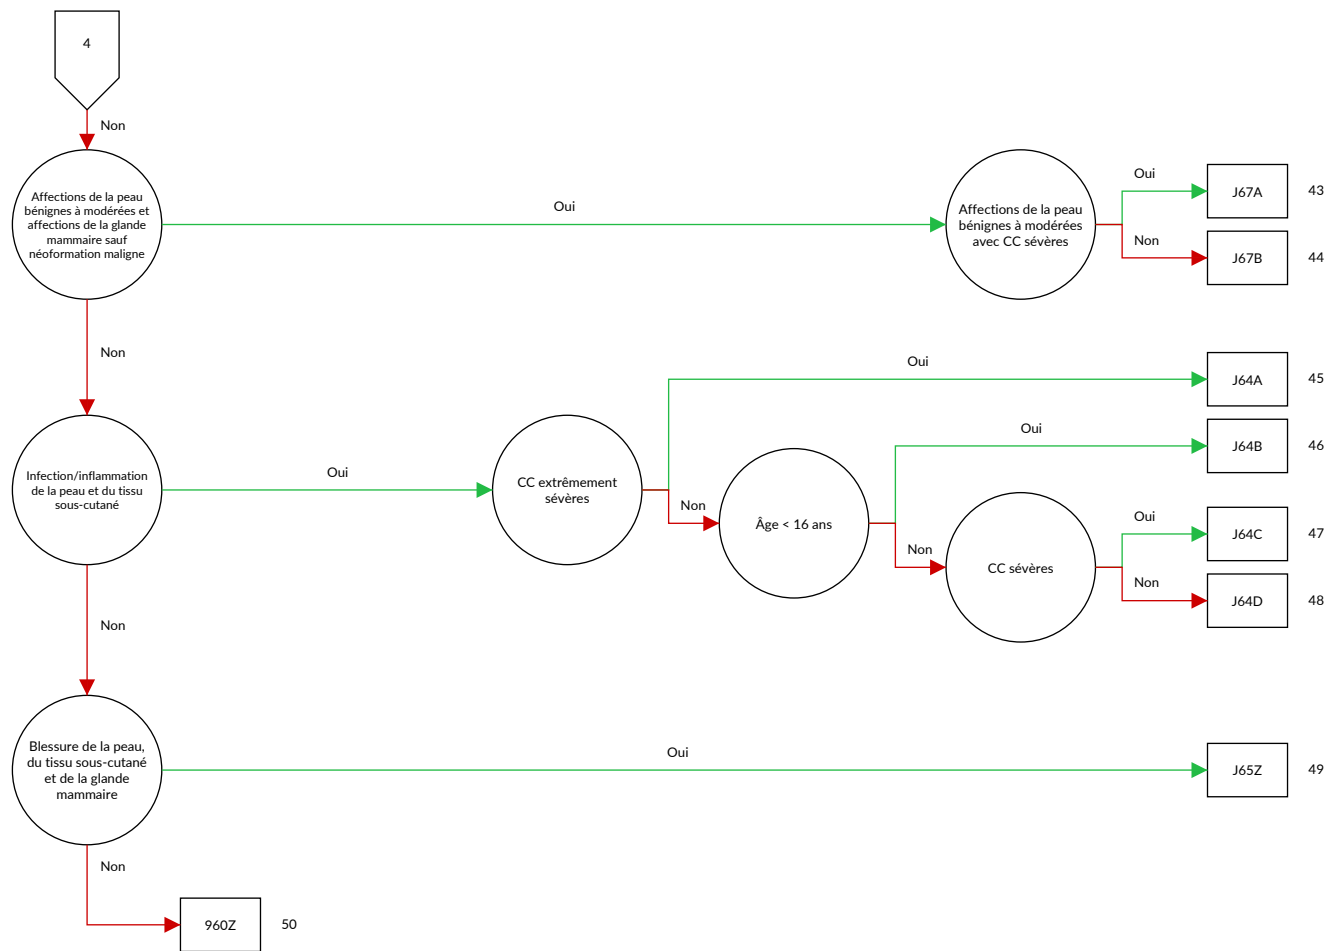 4
Non
Affections de la peau
bénignes à modérées et
affections de la glande
mammaire sauf
néoformation maligne
Oui
Affections de la peau
bénignes à modérées
avec CC sévères
Oui
J67A
43
Non
J67B
44
Non
Infection/inflammation
de la peau et du tissu
sous-cutané
Oui
CC extrêmement
sévères
Oui
J64A
45
Non
Âge < 16 ans
Oui
J64B
46
Non
CC sévères
Oui
J64C
47
Non
J64D
48
Non
Blessure de la peau,
du tissu sous-cutané
et de la glande
mammaire
Oui
J65Z
49
Non
960Z
50